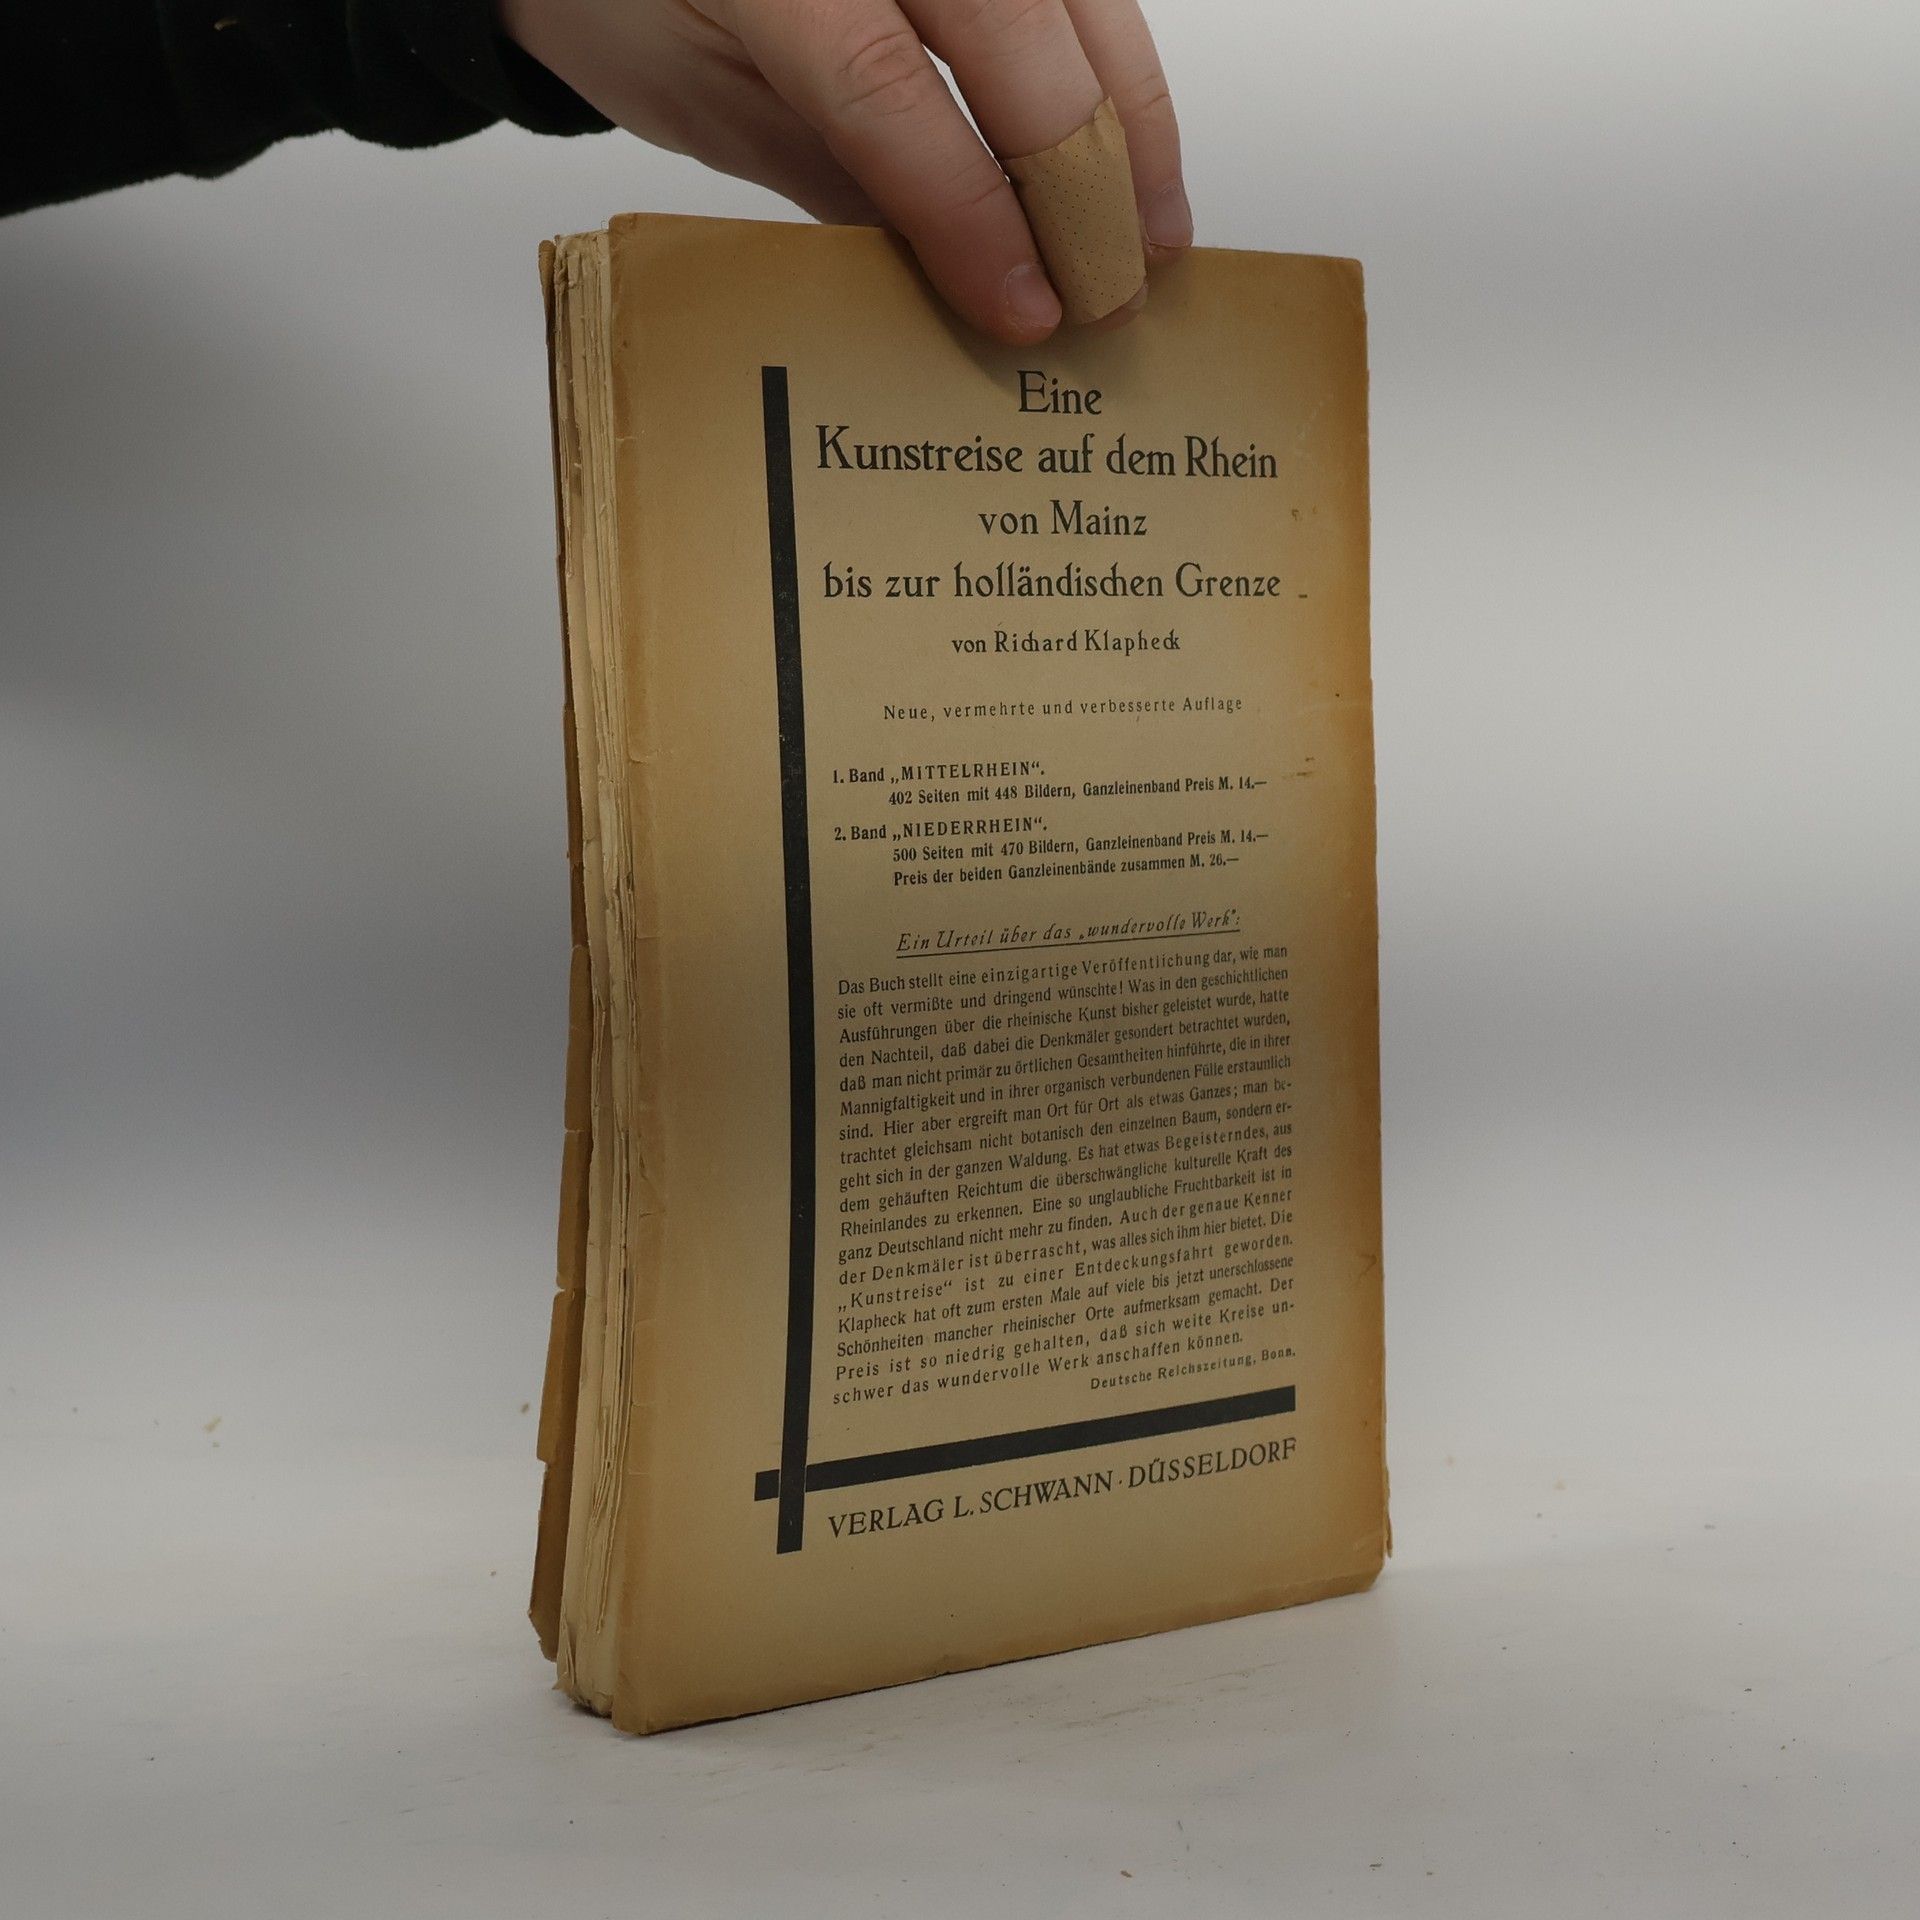 Eine
Kunstreise auf dem Rhein
von Mainz
bis zur holländischen Grenze
von Richard Klapheck
Neue, vermehrte und verbesserte Auflage
1. Band „MITTELRHEIN“.
402 Seiten mit 448 Bildern, Ganzleinenband Preis M. 14.—
2. Band „NIEDERRHEIN“.
500 Seiten mit 470 Bildern, Ganzleinenband Preis M. 14.—
Preis der beiden Ganzleinenbände zusammen M. 26.—
Ein Urteil über das „wundervolle Werk“:
Das Buch stellt eine einzigartige Veröffentlichung dar, wie man
sie oft vermißte und dringend wünschte! Was in den geschichtlichen
Ausführungen über die rheinische Kunst bisher geleistet wurde, hatte
den Nachteil, daß dabei die Denkmäler gesondert betrachtet wurden,
daß man nicht primär zu örtlichen Gesamtheiten hinführte, die in ihrer
Mannigfaltigkeit und in ihrer organisch verbundenen Fülle erstaunlich
sind. Hier aber ergreift man Ort für Ort als etwas Ganzes; man be-
trachtet gleichsam nicht botanisch den einzelnen Baum, sondern er-
geht sich in der ganzen Waldung. Es hat etwas Begeisterndes, aus
dem gehäuften Reichtum die überschwängliche kulturelle Kraft des
Rheinlandes zu erkennen. Eine so unglaubliche Fruchtbarkeit ist in
ganz Deutschland nicht mehr zu finden. Auch der genaue Kenner
der Denkmäler ist überrascht, was alles sich ihm hier bietet. Die
„Kunstreise“ ist zu einer Entdeckungsfahrt geworden.
Klapheck hat oft zum ersten Male auf viele bis jetzt unerschlossene
Schönheiten mancher rheinischer Orte aufmerksam gemacht. Der
Preis ist so niedrig gehalten, daß sich weite Kreise un-
schwer das wundervolle Werk anschaffen können.
Deutsche Reichszeitung, Bonn.
VERLAG L. SCHWANN · DÜSSELDORF